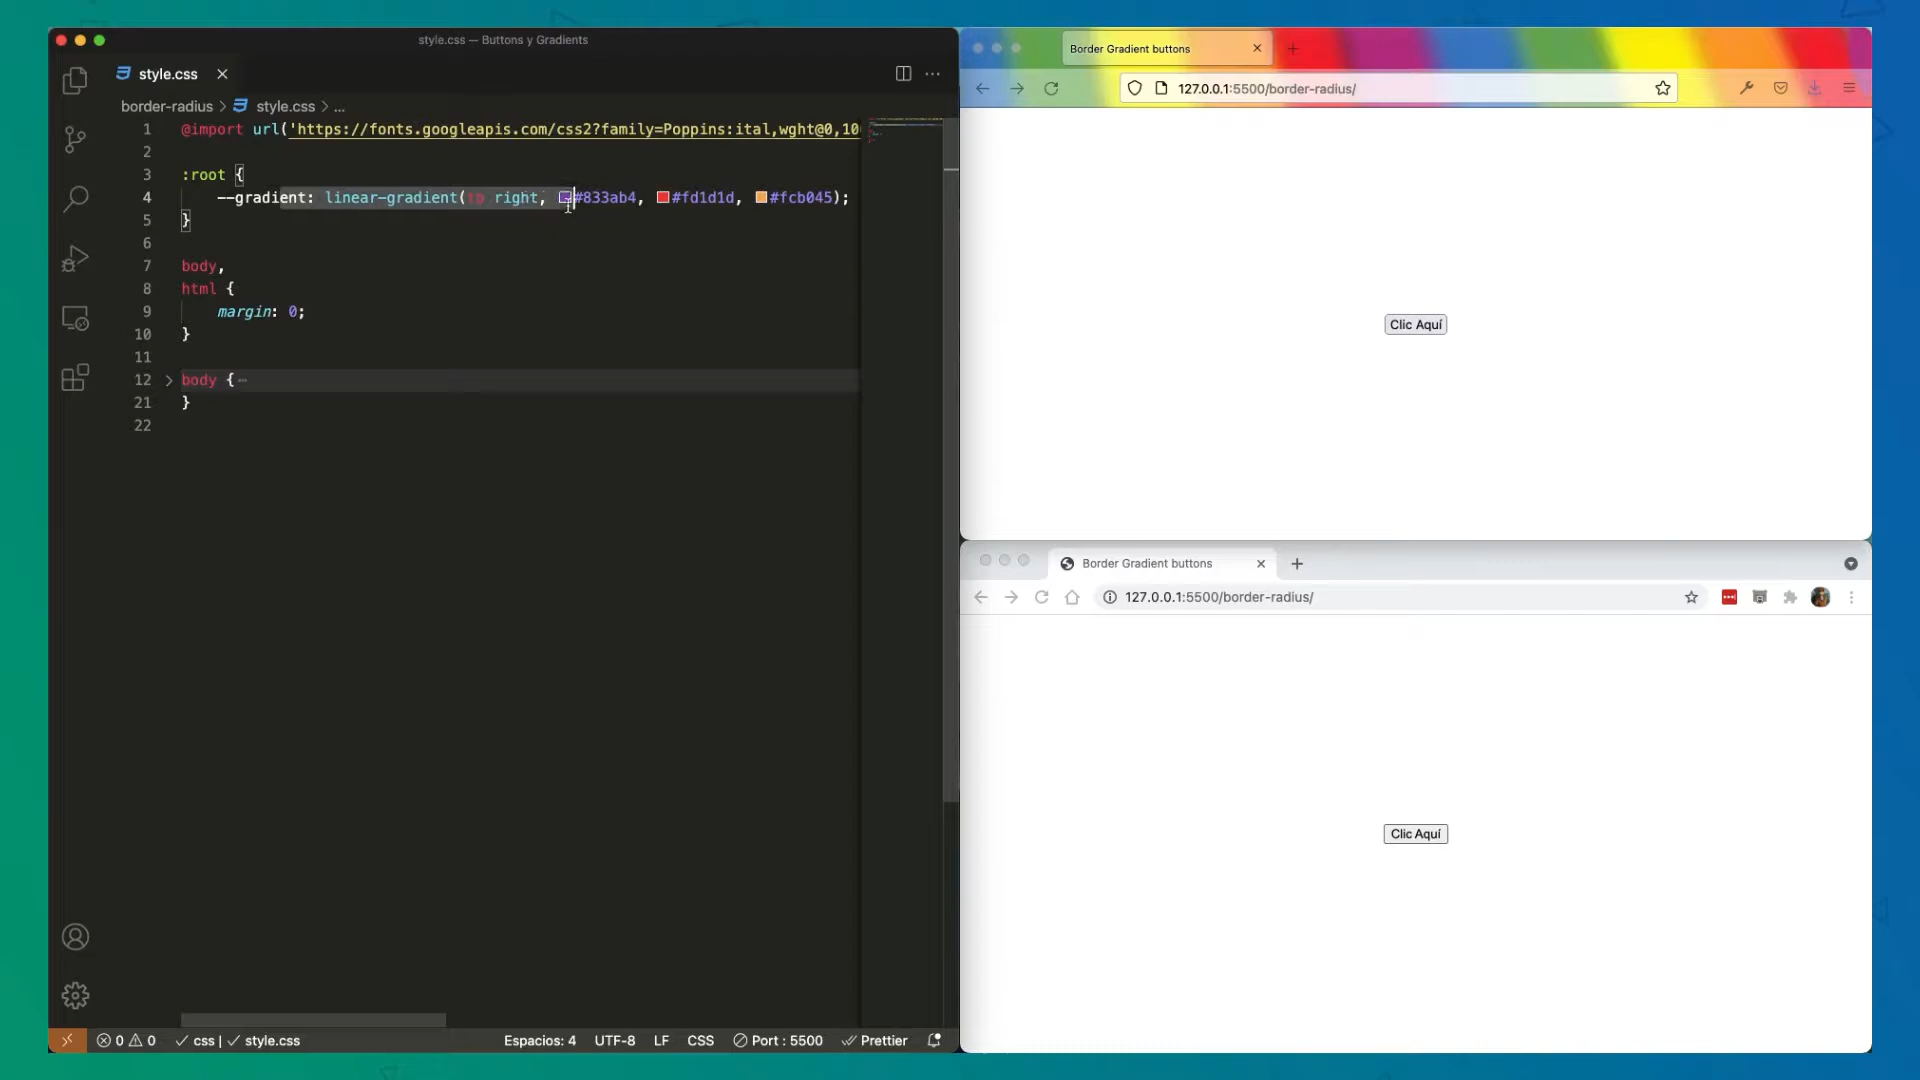 style.css — Buttons y Gradients
style.css
border-radius > style.css > ...
1 @import url('https://fonts.googleapis.com/css2?family=Poppins:ital,wght@0,10
2
3 :root {
4 --gradient: linear-gradient(to right, #833ab4, #fd1d1d, #fcb045);
5 }
6
7 body,
8 html {
9 margin: 0;
10 }
11
12 body {
21 }
22
0 0 css | style.css Espacios: 4 UTF-8 LF CSS Port : 5500 Prettier
Border Gradient buttons
127.0.0.1:5500/border-radius/
Clic Aquí
Border Gradient buttons
127.0.0.1:5500/border-radius/
Clic Aquí